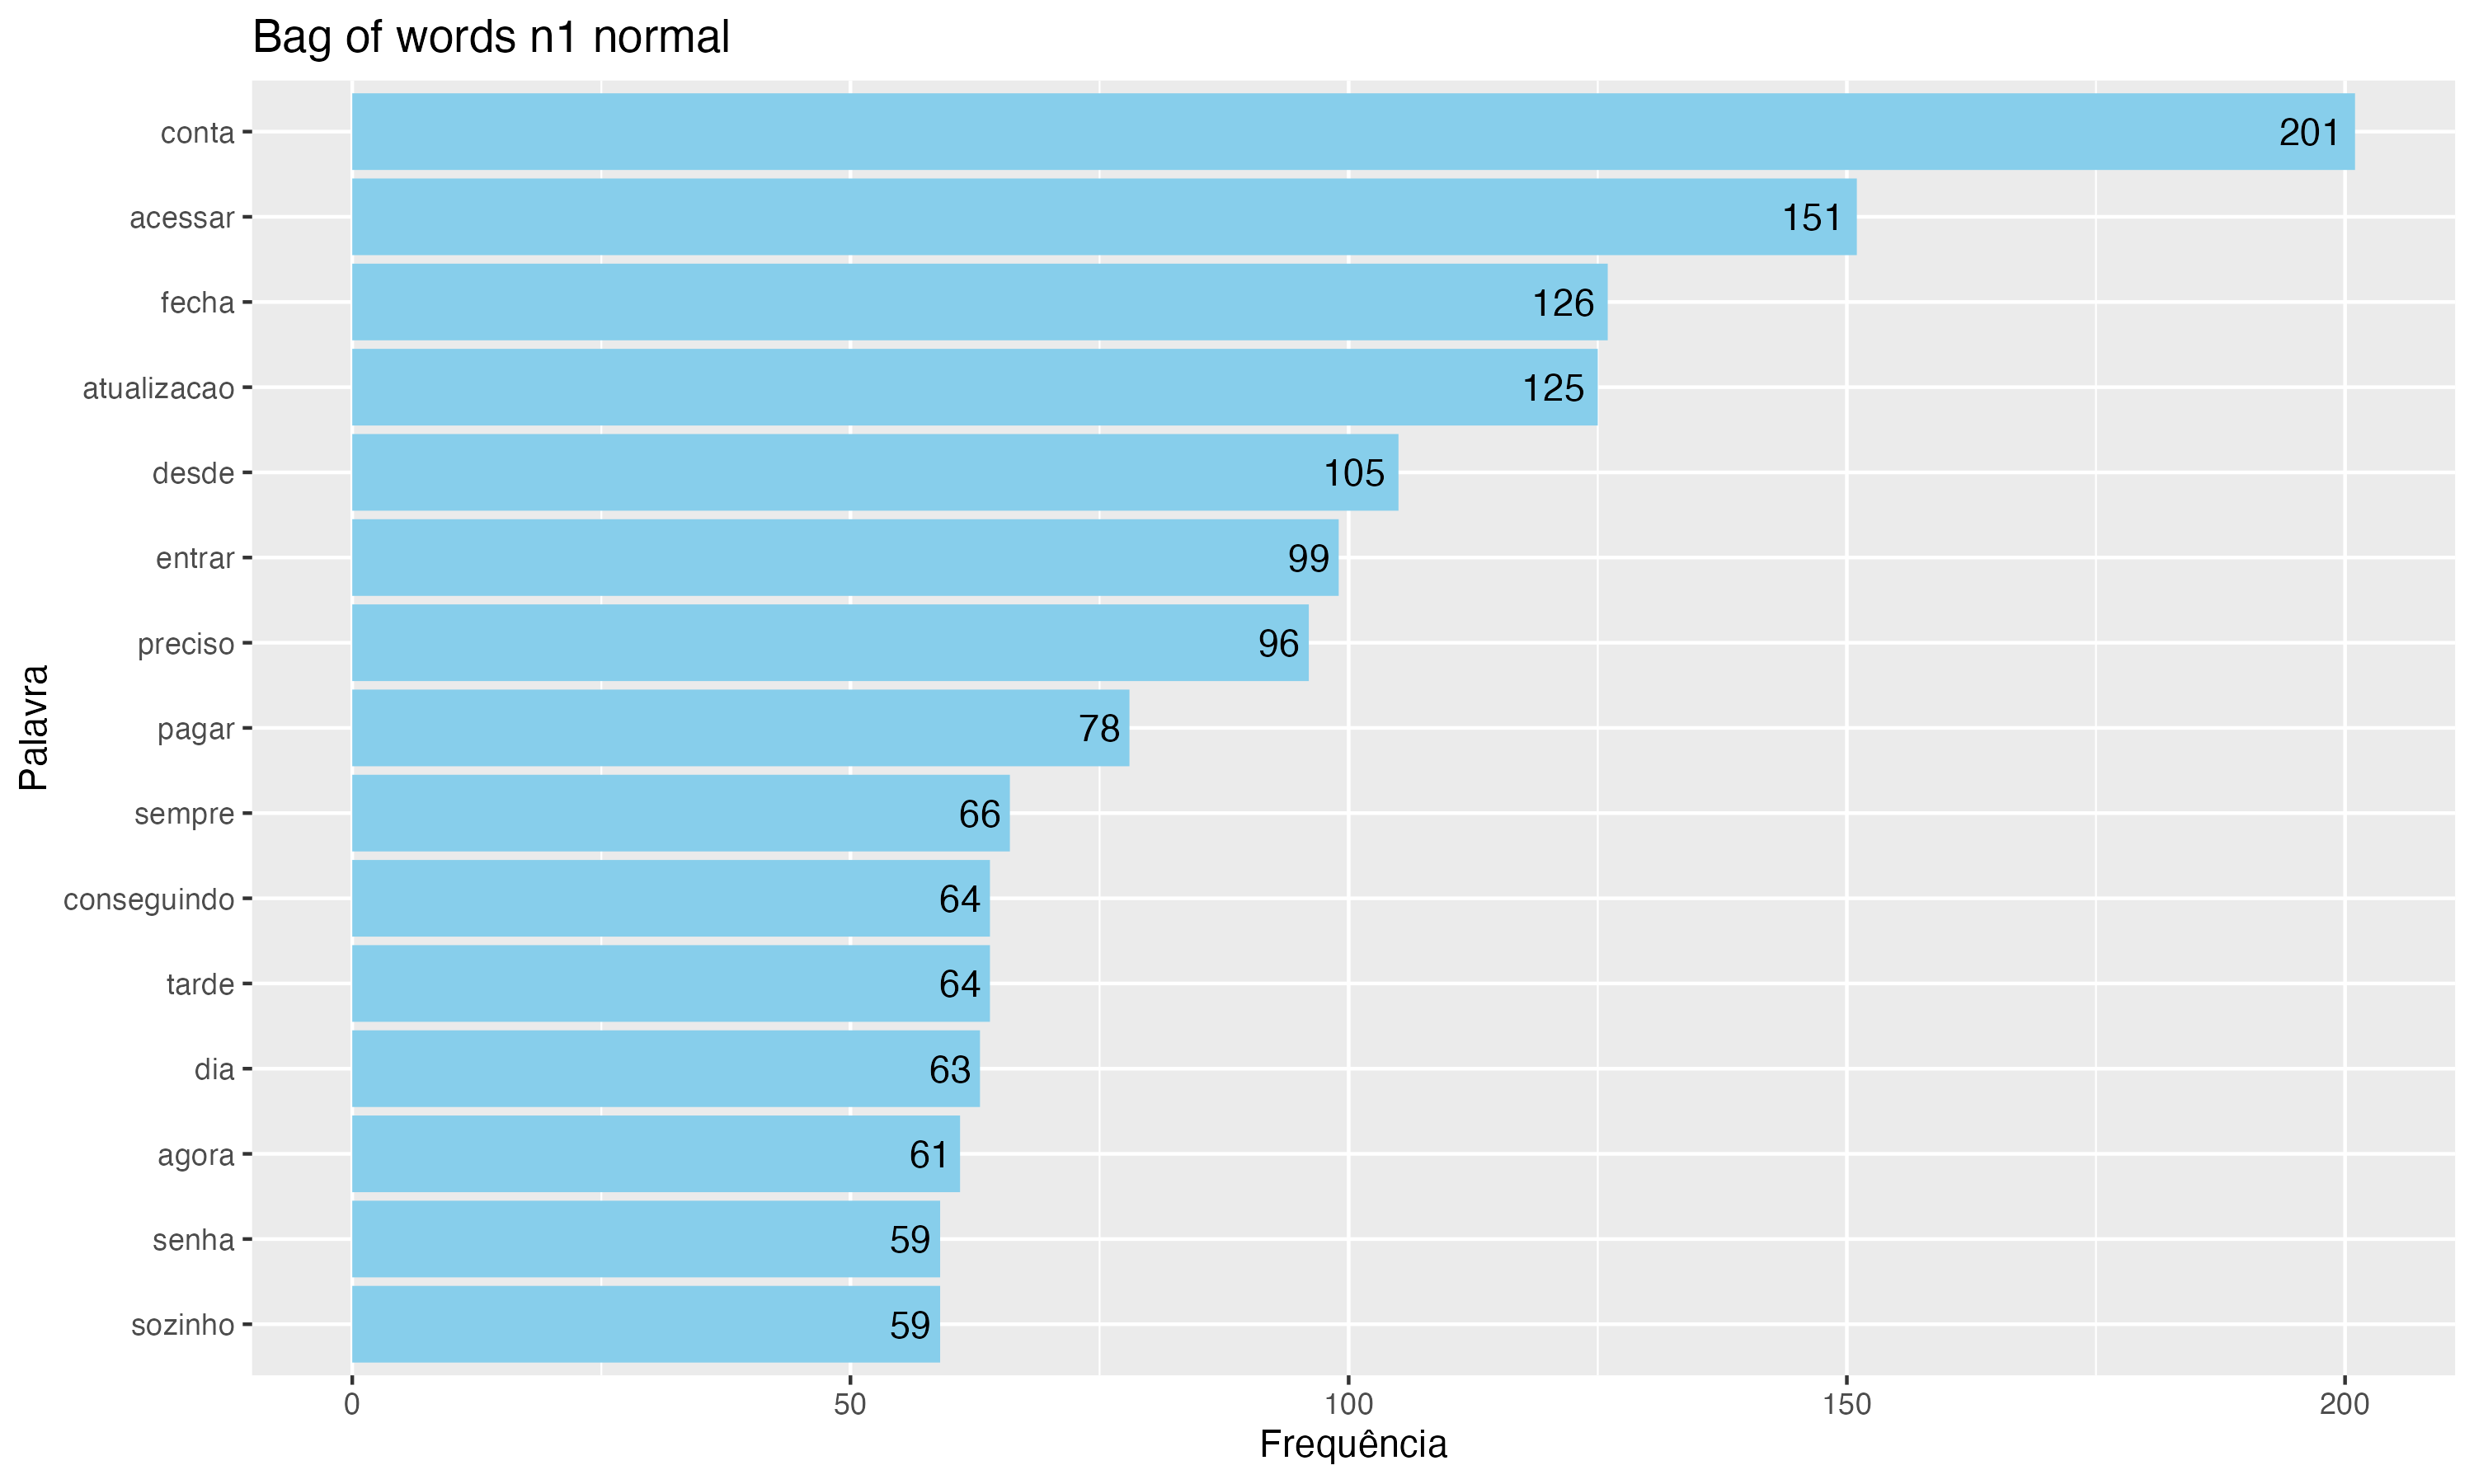 Bag of words n1 normal
Palavra
conta 201
acessar 151
fecha 126
atualizacao 125
desde 105
entrar 99
preciso 96
pagar 78
sempre 66
conseguindo 64
tarde 64
dia 63
agora 61
senha 59
sozinho 59
0 50 100 150 200
Frequência